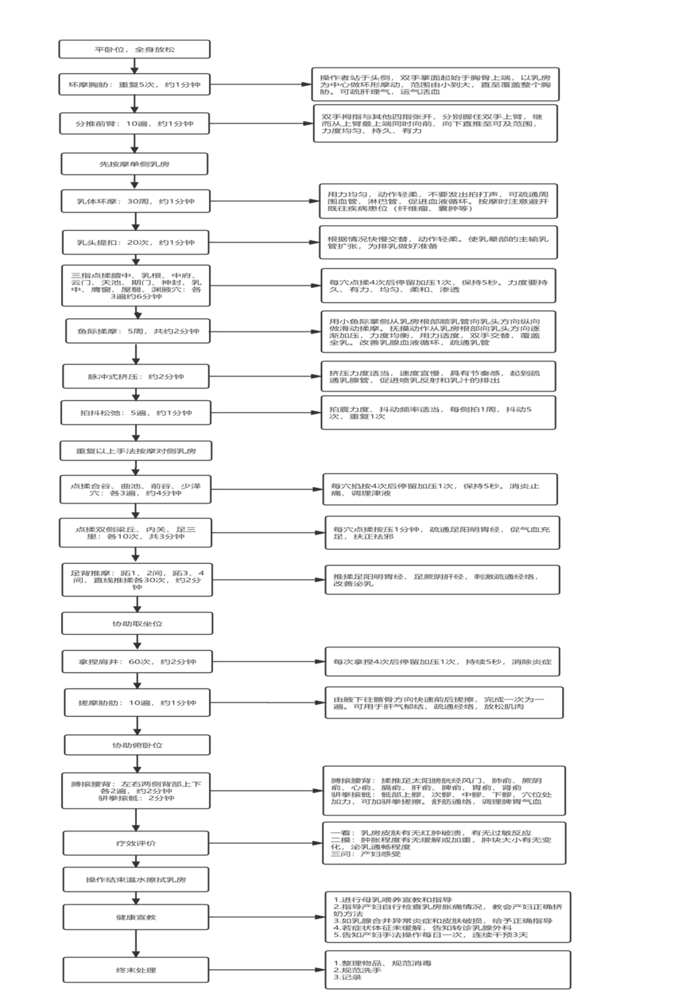 平卧位，全身放松
环摩胸胁：重复5次，约1分钟
操作者站于头侧，双手掌面起始于胸骨上端，以乳房
为中心做环形摩动，范围由小到大，直至覆盖整个胸
胁。可疏肝理气，运气活血
分推前臂：10遍，约1分钟
双手拇指与其他四指张开，分别握住双手上臂，继
而从上臂最上端同时向前、向下直推至可及范围，
力度均匀、持久、有力
先按摩单侧乳房
乳体环摩：30周，约1分钟
用力均匀，动作轻柔，不要发出拍打声，可疏通周
围血管、淋巴管，促进血液循环。按摩时注意避开
既往疾病患位（纤维瘤、囊肿等）
乳头提扣：20次，约1分钟
根据情况快慢交替，动作轻柔。使乳晕部的主输乳
管扩张，为排乳做好准备
三指点揉膻中、乳根、中府、
云门、天池、期门、神封、乳
中、膺窗、屋翳、渊腋穴：各
3遍约6分钟
每穴点揉4次后停留加压1次，保持5秒。力度要持
久、有力、均匀、柔和、渗透
鱼际揉摩：5周，共约2分钟
用小鱼际掌侧从乳房根部顺乳管向乳头方向纵向
做滑动揉摩。抚摸动作从乳房根部向乳头方向逐
渐加压，力度均衡，用力适度，双手交替，覆盖
全乳。改善乳腺血液循环，疏通乳管
脉冲式挤压：约2分钟
挤压力度适当，速度宜慢，具有节奏感，起到疏
通乳腺管，促进喷乳反射和乳汁的排出
拍抖松弛：5遍，约1分钟
拍震力度、抖动频率适当，每侧拍1周，抖动5
次，重复1次
重复以上手法按摩对侧乳房
点揉合谷、曲池、前谷、少泽
穴：各3遍，约4分钟
每穴掐按4次后停留加压1次，保持5秒。消炎止
痛、调理津液
点揉双侧梁丘、内关、足三
里：各10次，共3分钟
每穴点揉按压1分钟，疏通足阳明胃经，促气血充
足，扶正祛邪
足背推摩：跖1、2间，跖3、4
间，直线推揉各30次，约2分
钟
推揉足阳明胃经、足厥阴肝经，刺激疏通经络，
改善泌乳
协助取坐位
拿捏肩井：60次，约2分钟
每次拿捏4次后停留加压1次，持续5秒，消除炎症
搓摩胁肋：10遍，约1分钟
由腋下往髂骨方向快速前后搓擦，完成一次为一
遍。可用于肝气郁结，疏通经络，放松肌肉
协助俯卧位
膊㨰腰背：左右两侧背部上下
各2遍，约2分钟
骈拳㨰骶：2分钟
膊㨰腰背：揉推足太阳膀胱经风门、肺俞、厥阴
俞、心俞、膈俞、肝俞、脾俞、胃俞、肾俞
骈拳㨰骶：骶部上髎、次髎、中髎、下髎，穴位处
加力，可加骈拳搓擦。舒筋通络，调理脾胃气血
疗效评价
一看：乳房皮肤有无红肿破溃，有无过敏反应
二摸：肿胀程度有无缓解或加重，肿块大小有无变
化，泌乳通畅程度
三问：产妇感受
操作结束温水擦拭乳房
健康宣教
1.进行母乳喂养宣教和指导
2.指导产妇自行检查乳房胀痛情况，教会产妇正确挤
奶方法
3.如乳腺合并异常炎症和皮肤破损，给予正确指导
4.若症状体征未缓解，告知转诊乳腺外科
5.告知产妇手法操作每日一次，连续干预3天
终末处理
1.整理物品、规范消毒
2.规范洗手
3.记录